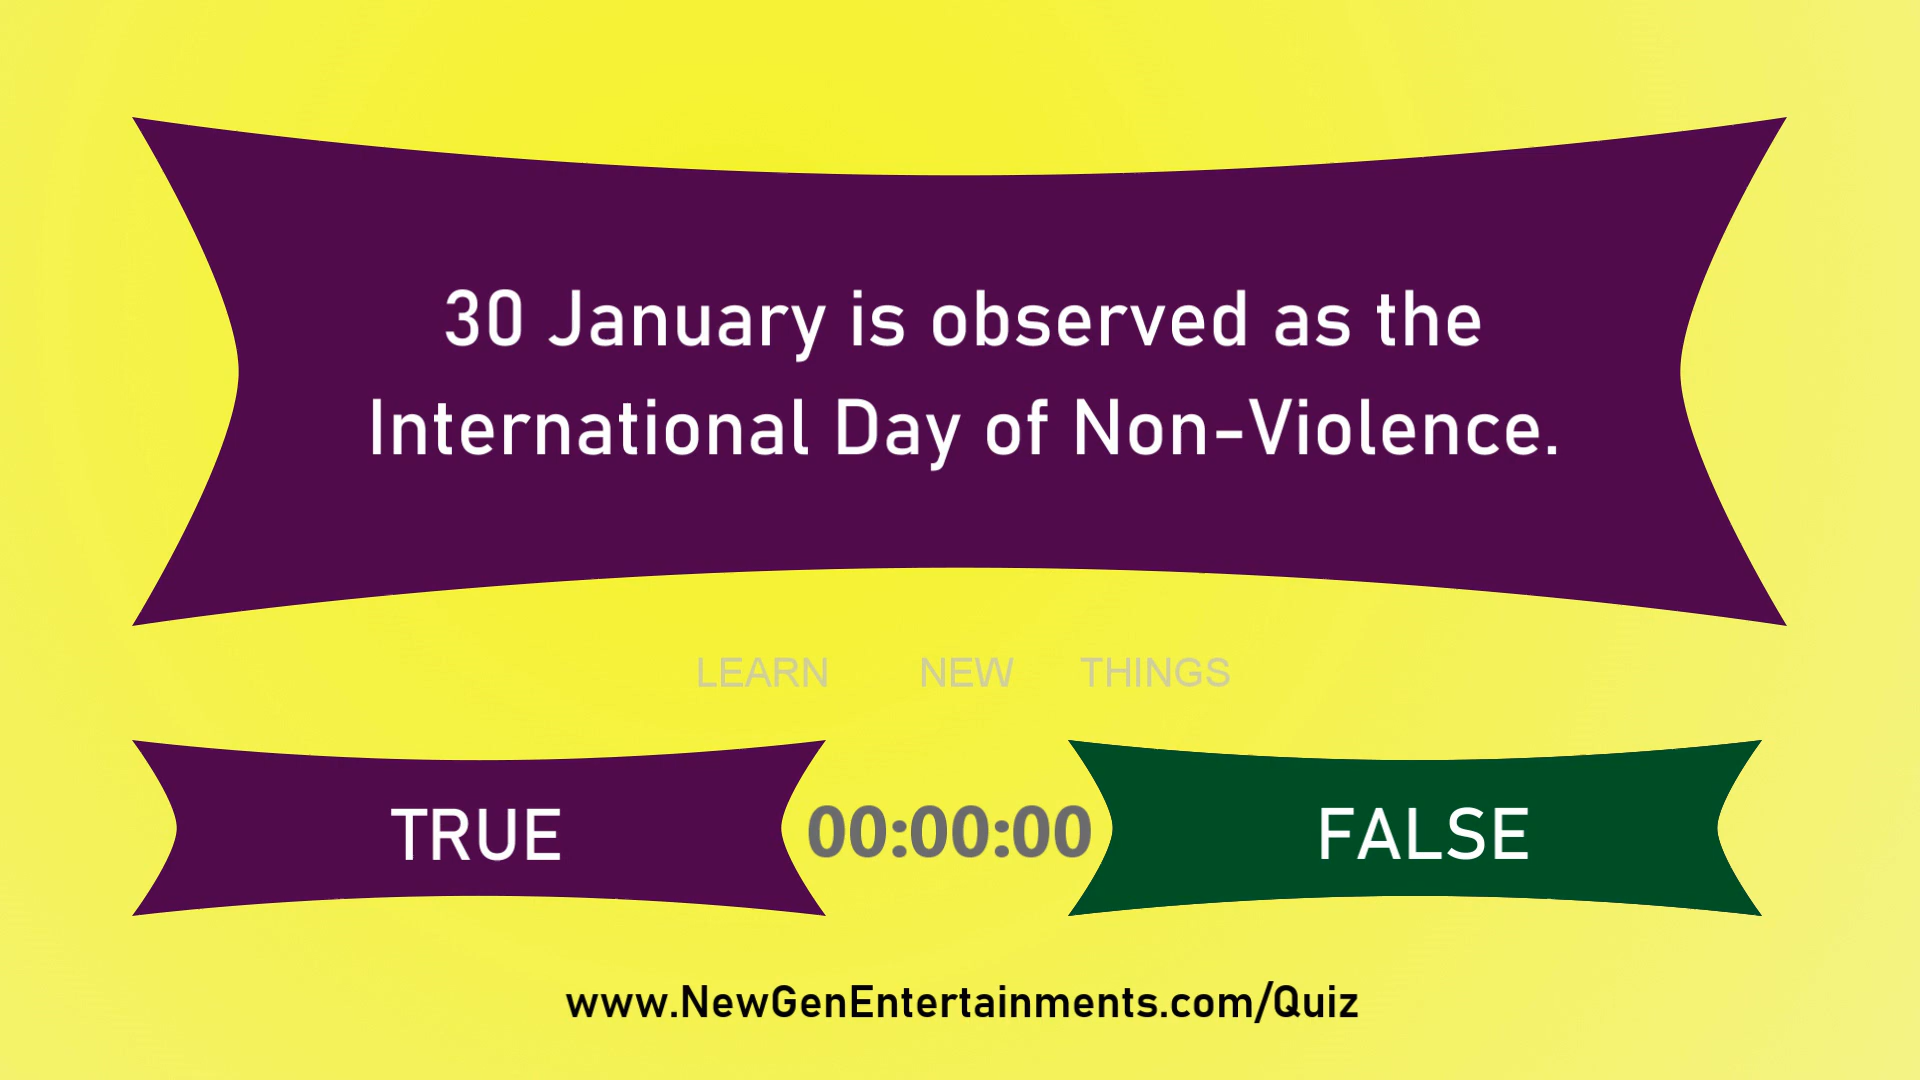 30 January is observed as the
International Day of Non-Violence.
LEARN NEW THINGS
TRUE
00:00:00
FALSE
www.NewGenEntertainments.com/Quiz